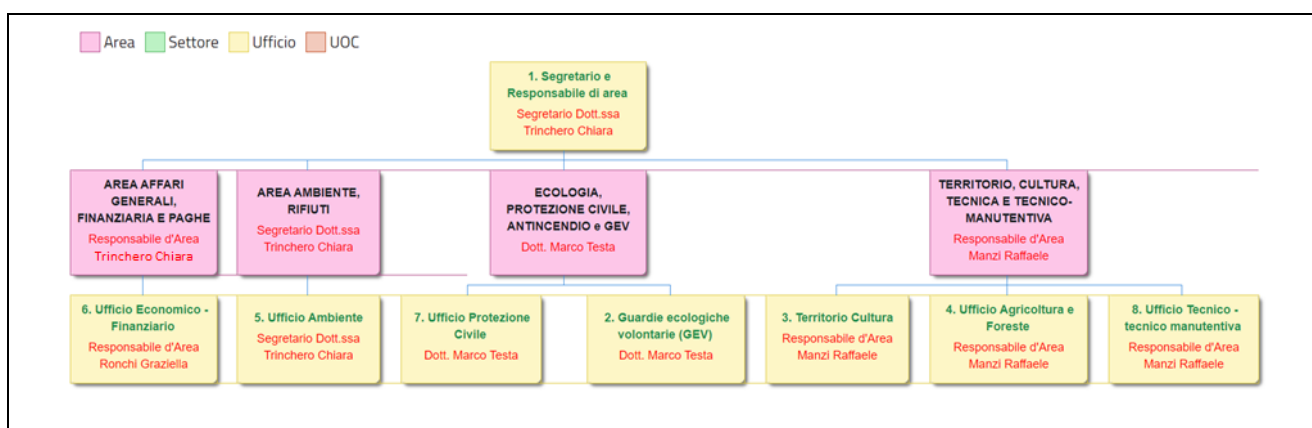 Area Settore Ufficio UOC
1. Segretario e
Responsabile di area
Segretario Dott.ssa
Trinchero Chiara
AREA AFFARI
GENERALI,
FINANZIARIA E PAGHE
Responsabile d'Area
Trinchero Chiara
AREA AMBIENTE,
RIFIUTI
Segretario Dott.ssa
Trinchero Chiara
ECOLOGIA,
PROTEZIONE CIVILE,
ANTINCENDIO e GEV
Dott. Marco Testa
TERRITORIO, CULTURA,
TECNICA E TECNICO-
MANUTENTIVA
Responsabile d'Area
Manzi Raffaele
6. Ufficio Economico -
Finanziario
Responsabile d'Area
Ronchi Graziella
5. Ufficio Ambiente
Segretario Dott.ssa
Trinchero Chiara
7. Ufficio Protezione
Civile
Dott. Marco Testa
2. Guardie ecologiche
volontarie (GEV)
Dott. Marco Testa
3. Territorio Cultura
Responsabile d'Area
Manzi Raffaele
4. Ufficio Agricoltura e
Foreste
Responsabile d'Area
Manzi Raffaele
8. Ufficio Tecnico -
tecnico manutentiva
Responsabile d'Area
Manzi Raffaele